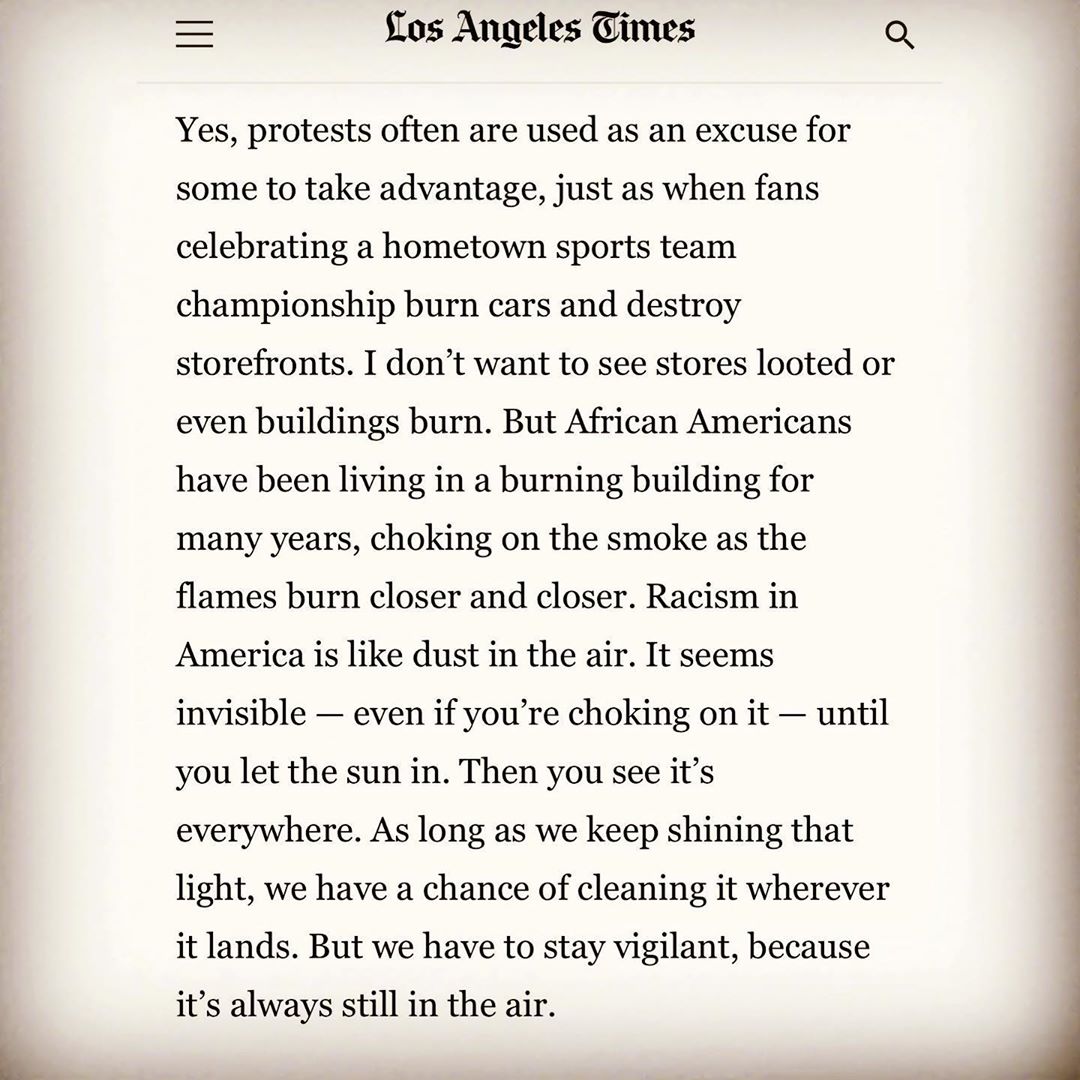 Los Angeles Times
Yes, protests often are used as an excuse for
some to take advantage, just as when fans
celebrating a hometown sports team
championship burn cars and destroy
storefronts. I don’t want to see stores looted or
even buildings burn. But African Americans
have been living in a burning building for
many years, choking on the smoke as the
flames burn closer and closer. Racism in
America is like dust in the air. It seems
invisible — even if you’re choking on it — until
you let the sun in. Then you see it’s
everywhere. As long as we keep shining that
light, we have a chance of cleaning it wherever
it lands. But we have to stay vigilant, because
it’s always still in the air.